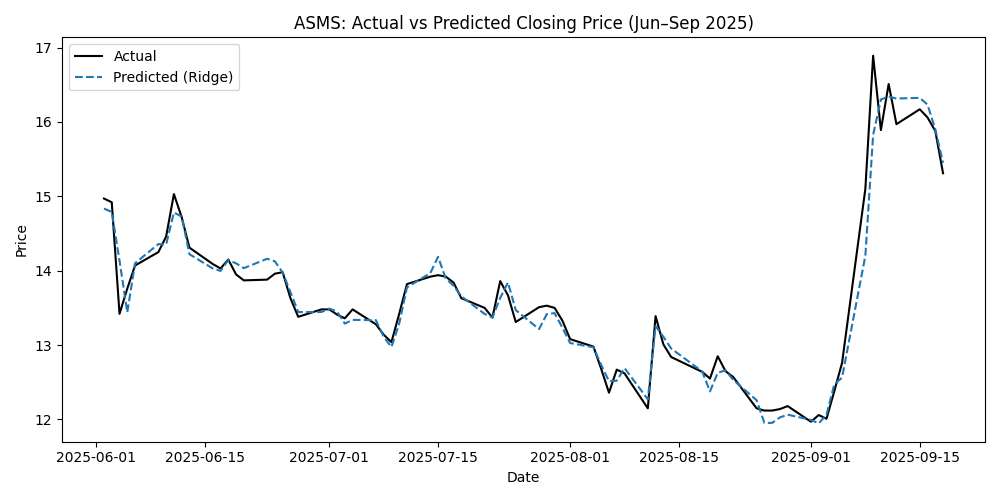 ASMS: Actual vs Predicted Closing Price (Jun–Sep 2025)
Actual
Predicted (Ridge)
Price
17
16
15
14
13
12
2025-06-01 2025-06-15 2025-07-01 2025-07-15 2025-08-01 2025-08-15 2025-09-01 2025-09-15
Date